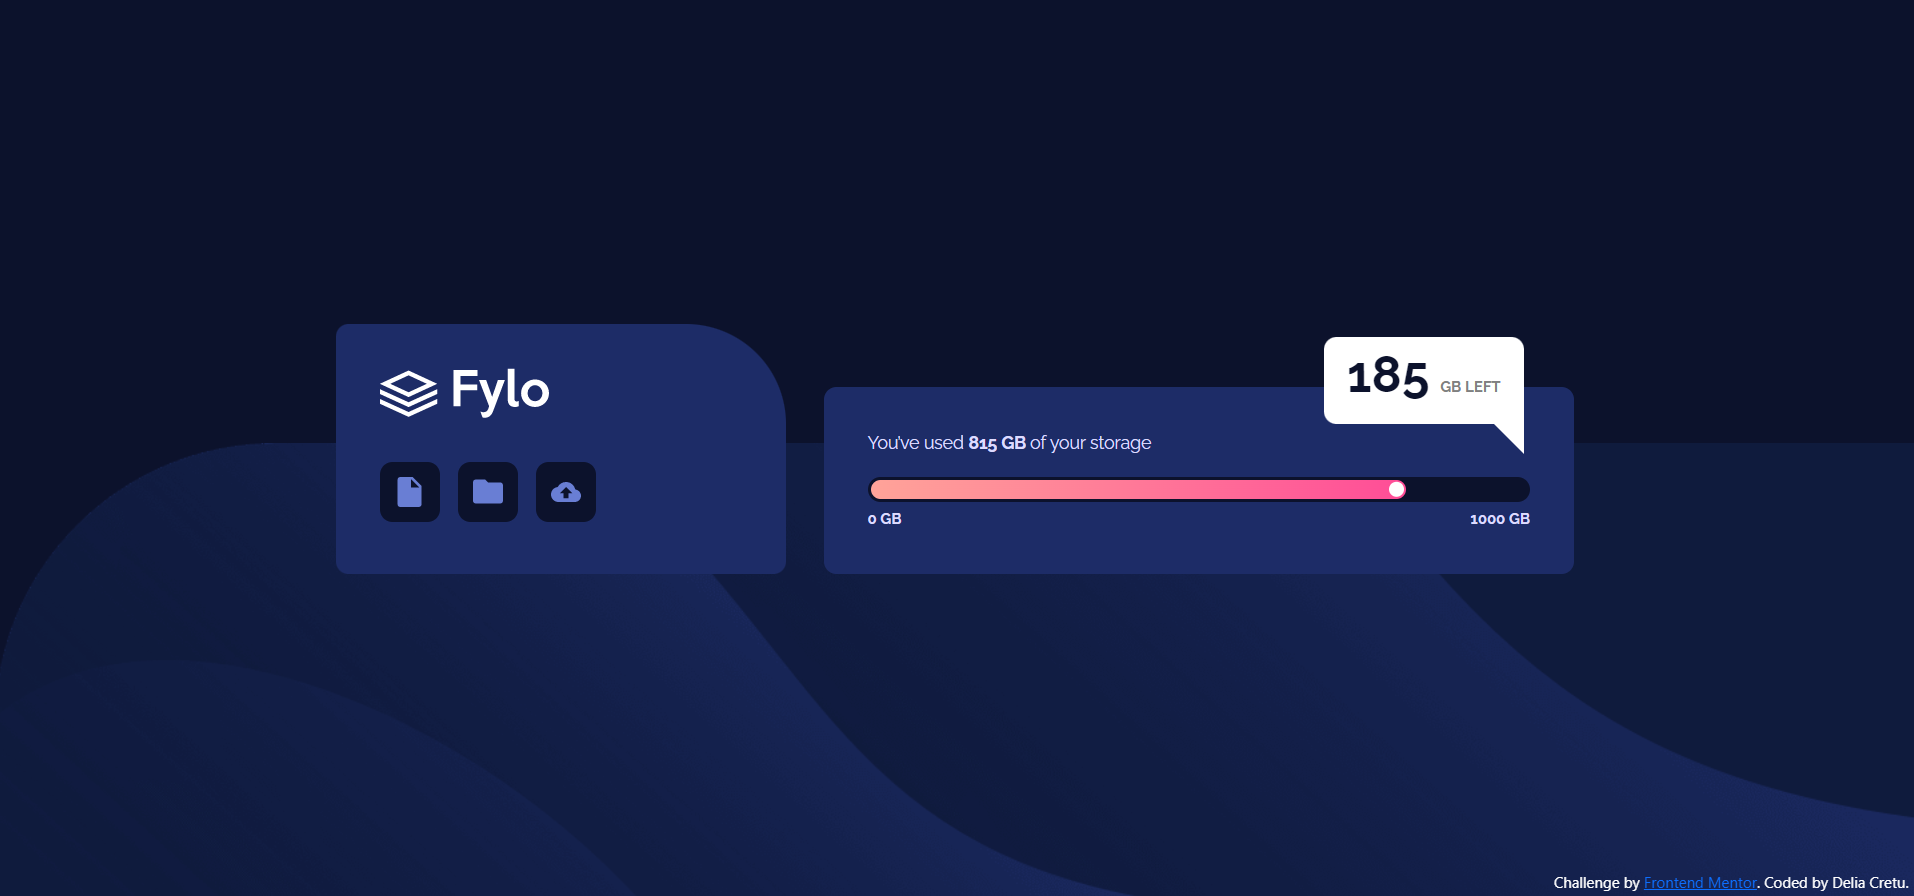 Fylo
185 GB LEFT
You've used 815 GB of your storage
0 GB
1000 GB
Challenge by Frontend Mentor. Coded by Delia Cretu.